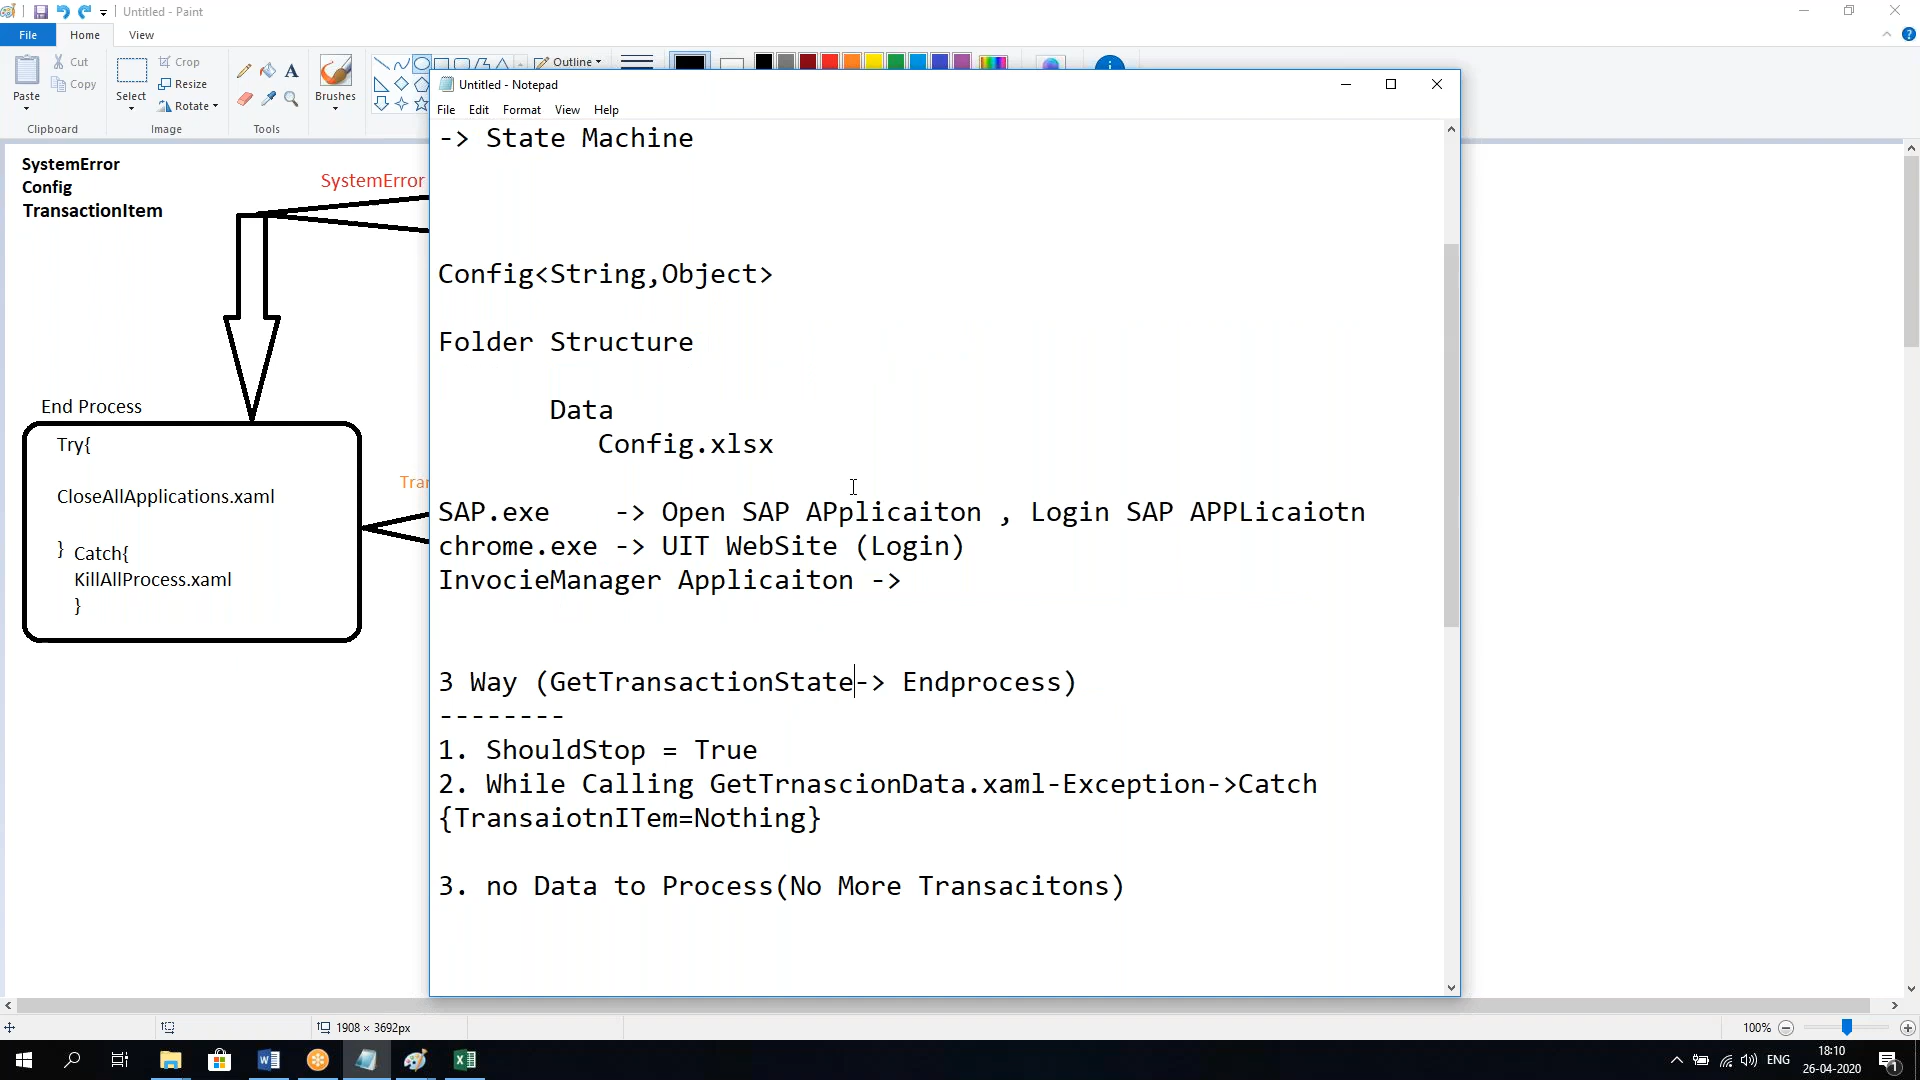 Untitled - Paint
File
Home
View
Paste
Cut
Copy
Clipboard
Select
Crop
Resize
Rotate
Image
Tools
Brushes
Outline
Untitled - Notepad
File Edit Format View Help
-> State Machine
Config<String,Object>
Folder Structure
Data
Config.xlsx
SAP.exe    -> Open SAP APplicaiton , Login SAP APPLicaiotn
chrome.exe -> UIT WebSite (Login)
InvocieManager Applicaiton ->
3 Way (GetTransactionState-> Endprocess)
--------
1. ShouldStop = True
2. While Calling GetTrnascionData.xaml-Exception->Catch
{TransaiotnITem=Nothing}
3. no Data to Process(No More Transacitons)
SystemError
Config
TransactionItem
SystemError
End Process
Try{
CloseAllApplications.xaml
} Catch{
KillAllProcess.xaml
}
Tra
1908 × 3692px
100%
ENG
18:10
26-04-2020
1